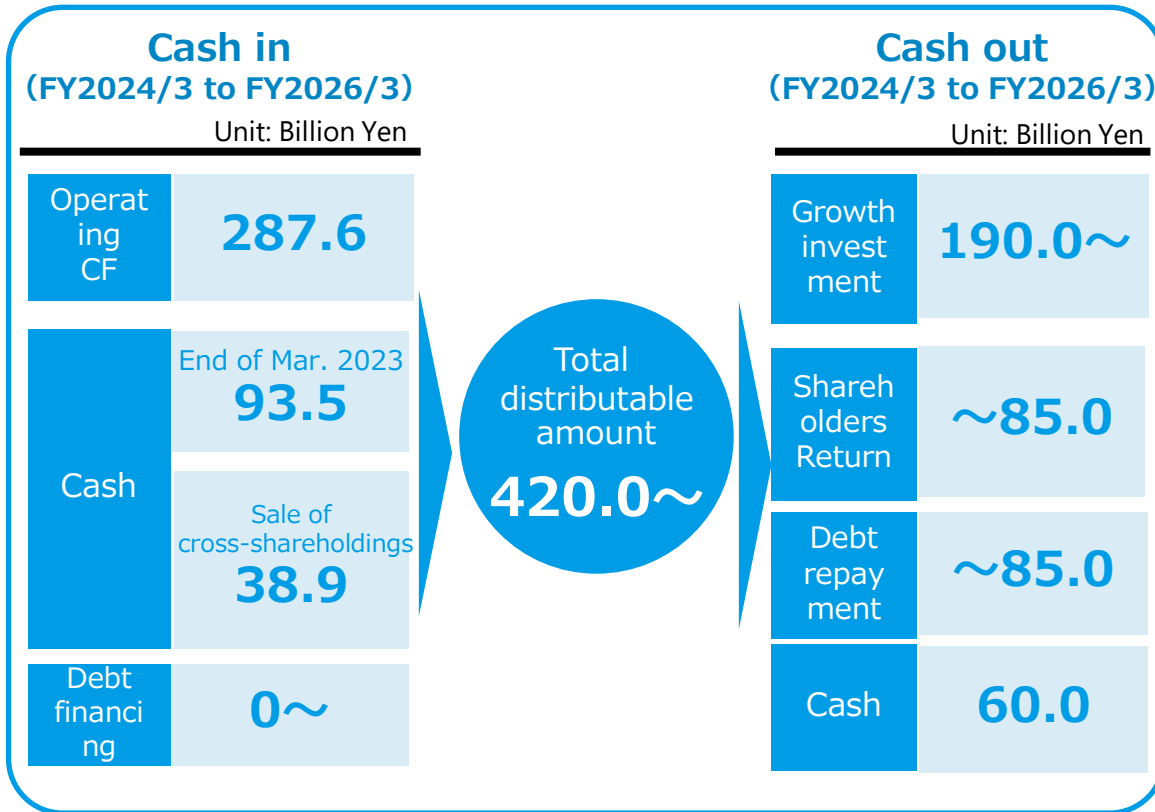 Cash in
(FY2024/3 to FY2026/3)
Unit: Billion Yen
Operat
ing
CF
287.6
Cash
End of Mar. 2023
93.5
Sale of
cross-shareholdings
38.9
Debt
financi
ng
0～
Total
distributable
amount
420.0～
Cash out
(FY2024/3 to FY2026/3)
Unit: Billion Yen
Growth
invest
ment
190.0～
Shareh
olders
Return
～85.0
Debt
repay
ment
～85.0
Cash
60.0